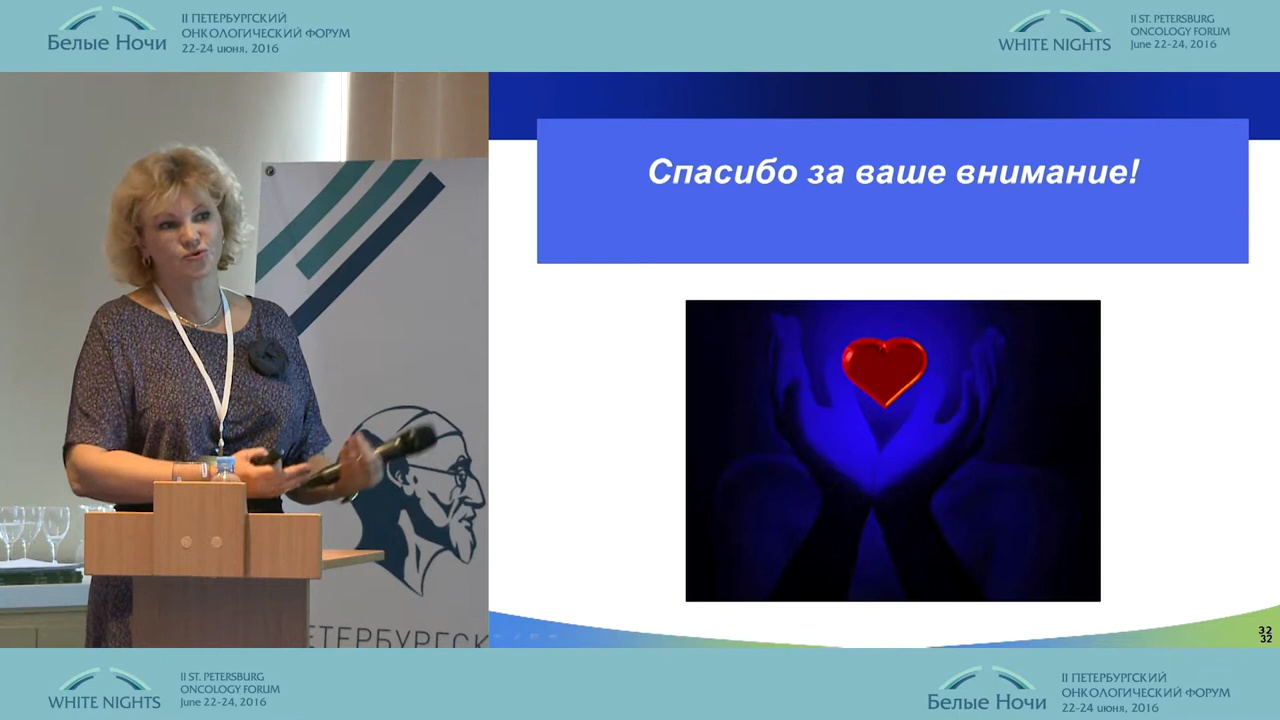 Белые Ночи
II ПЕТЕРБУРГСКИЙ
ОНКОЛОГИЧЕСКИЙ ФОРУМ
22-24 июня, 2016
WHITE NIGHTS
II ST. PETERSBURG
ONCOLOGY FORUM
June 22-24, 2016
Спасибо за ваше внимание!
ЕТЕРБУРГСК
32
32
WHITE NIGHTS
II ST. PETERSBURG
ONCOLOGY FORUM
June 22-24, 2016
Белые Ночи
II ПЕТЕРБУРГСКИЙ
ОНКОЛОГИЧЕСКИЙ ФОРУМ
22-24 июня, 2016